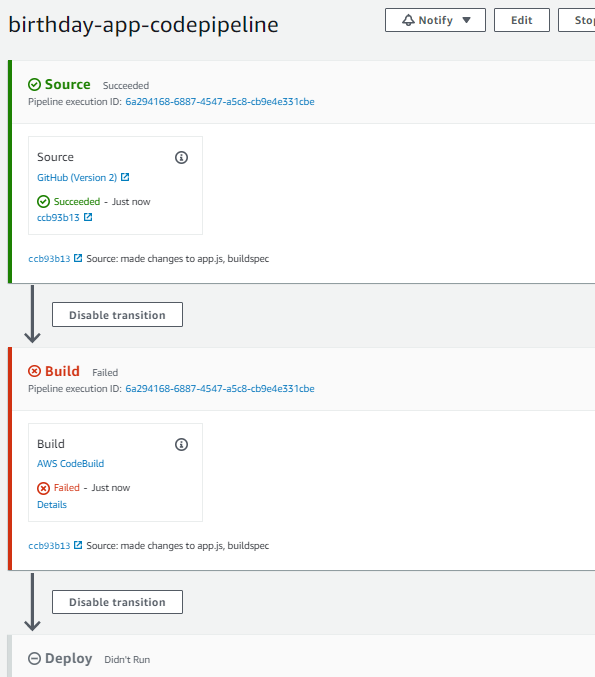 birthday-app-codepipeline
Notify Edit
Source Succeeded
Pipeline execution ID: 6a294168-6887-4547-a5c8-cb9e4e331cbe
Source
GitHub (Version 2)
Succeeded - Just now
ccb93b13
ccb93b13 Source: made changes to app.js, buildspec
Disable transition
Build Failed
Pipeline execution ID: 6a294168-6887-4547-a5c8-cb9e4e331cbe
Build
AWS CodeBuild
Failed - Just now
Details
ccb93b13 Source: made changes to app.js, buildspec
Disable transition
Deploy Didn't Run